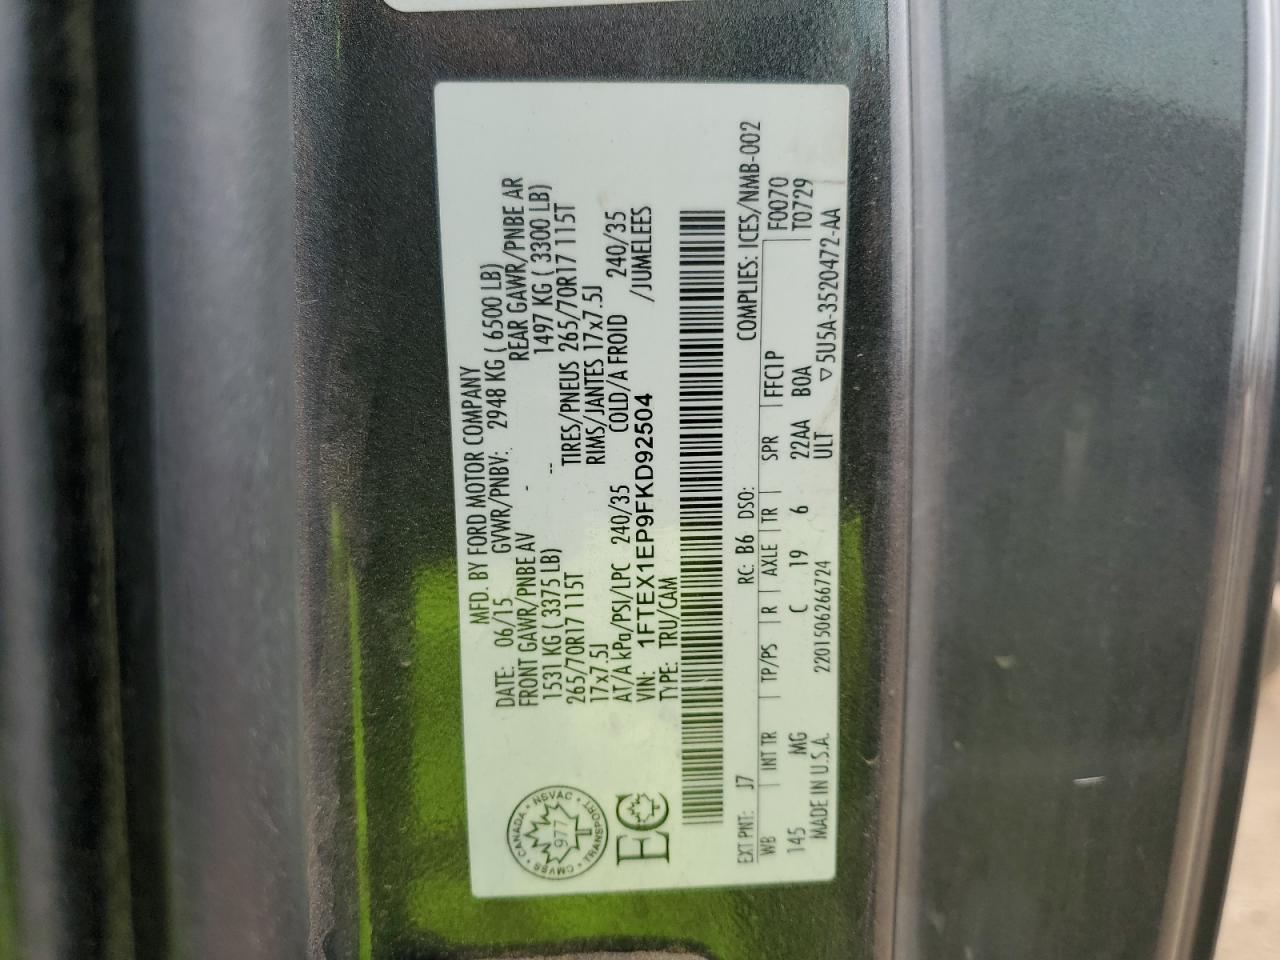 MFD. BY FORD MOTOR COMPANY
DATE: 06/15 GVWR/PNBV: 2948 KG ( 6500 LB)
FRONT GAWR/PNBE AV - REAR GAWR/PNBE AR
1531 KG ( 3375 LB) -- 1497 KG ( 3300 LB)
265/70R17 115T TIRES/PNEUS 265/70R17 115T
17x7.5J RIMS/JANTES 17x7.5J
AT/A kPa/PSI/LPC 240/35 COLD/A FROID 240/35
VIN: 1FTEX1EP9FKD92504 /JUMELEES
TYPE: TRU/CAM
CANADA • NSVAC • TRANSPORT • CMVSS •
977
EC
COMPLIES: ICES/NMB-002
EXT PNT: J7 RC: B6 DSO: F0070
WB | INT TR | TP/PS | R | AXLE | TR | SPR | FFC1P T0729
145 MG C 19 6 22AA B0A
ULT
MADE IN U.S.A. 2201506266724 ▽5U5A-3520472-AA